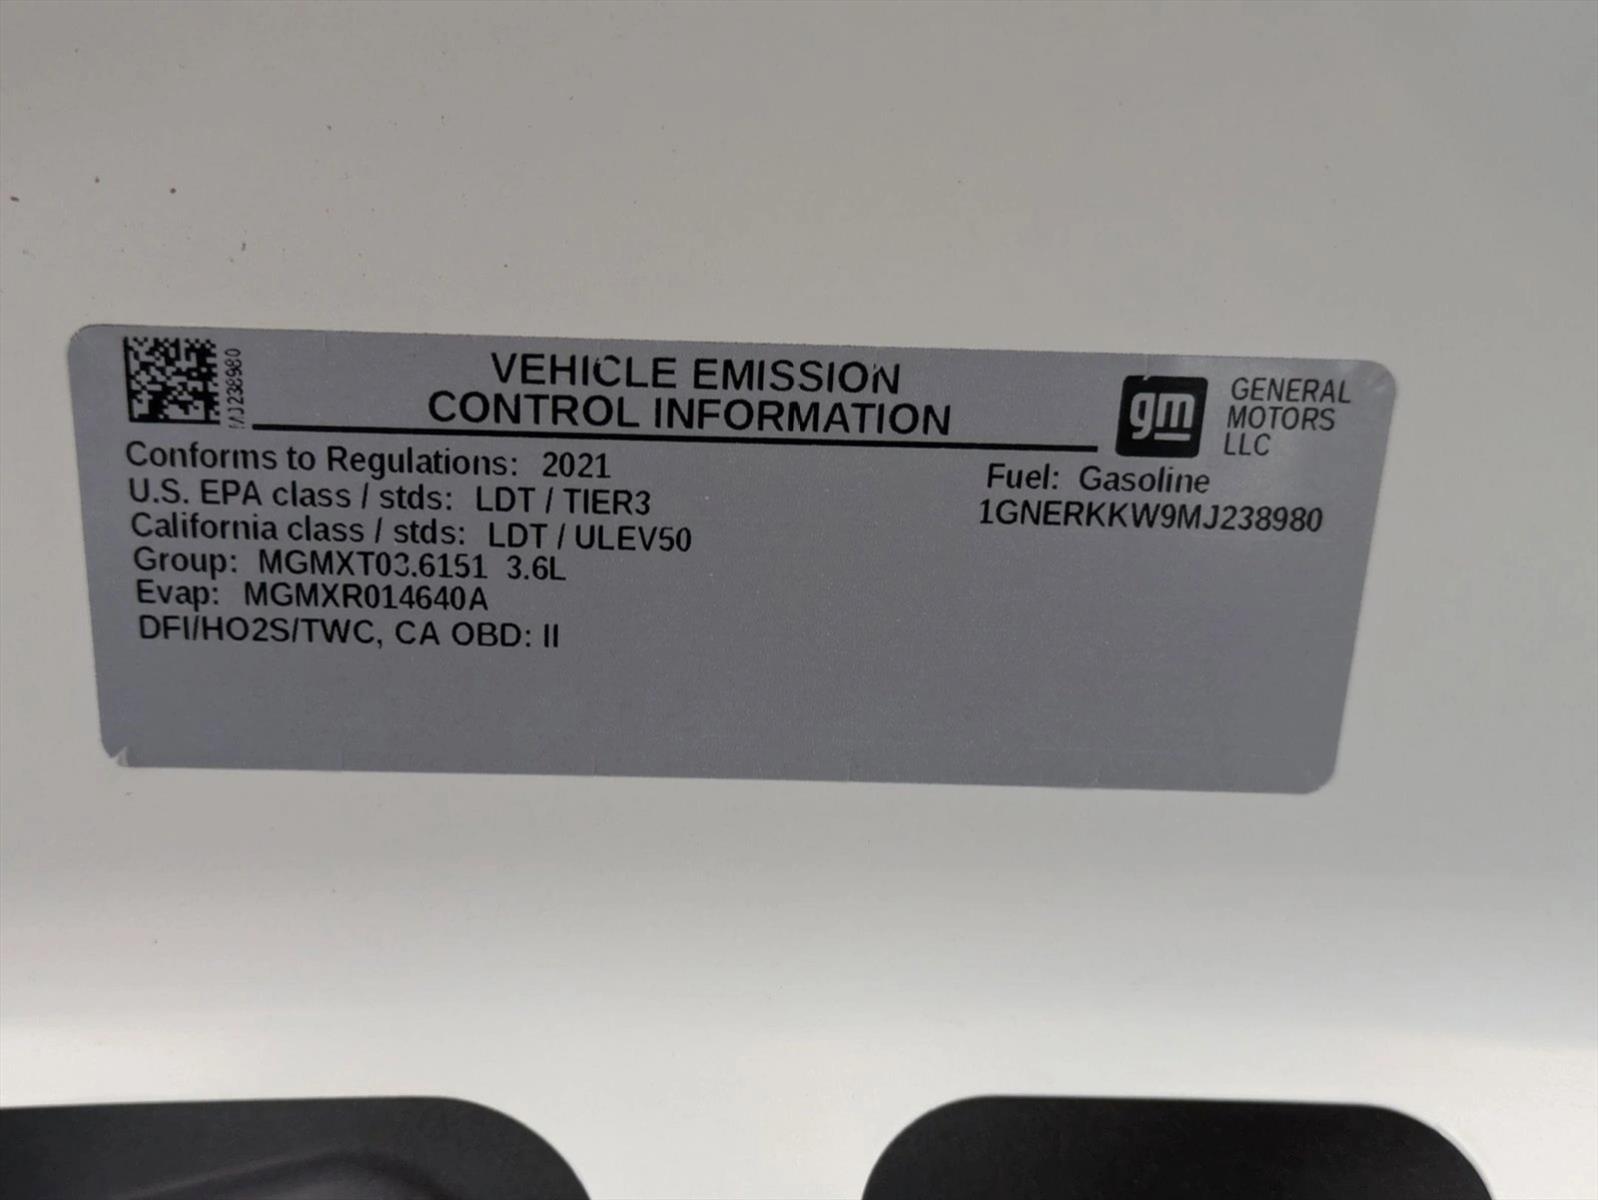 MJ238980
VEHICLE EMISSION
CONTROL INFORMATION
gm
GENERAL
MOTORS
LLC
Conforms to Regulations: 2021
U.S. EPA class / stds: LDT / TIER3
California class / stds: LDT / ULEV50
Group: MGMXT03.6151 3.6L
Evap: MGMXR014640A
DFI/HO2S/TWC, CA OBD: II
Fuel: Gasoline
1GNERKKW9MJ238980